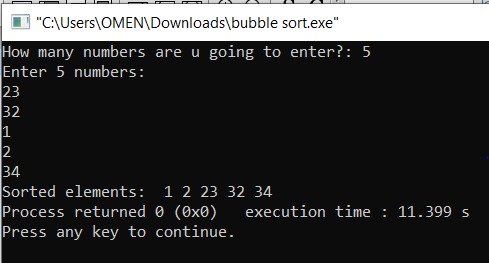 "C:\Users\OMEN\Downloads\bubble sort.exe"
How many numbers are u going to enter?: 5
Enter 5 numbers:
23
32
1
2
34
Sorted elements:  1 2 23 32 34
Process returned 0 (0x0)   execution time : 11.399 s
Press any key to continue.